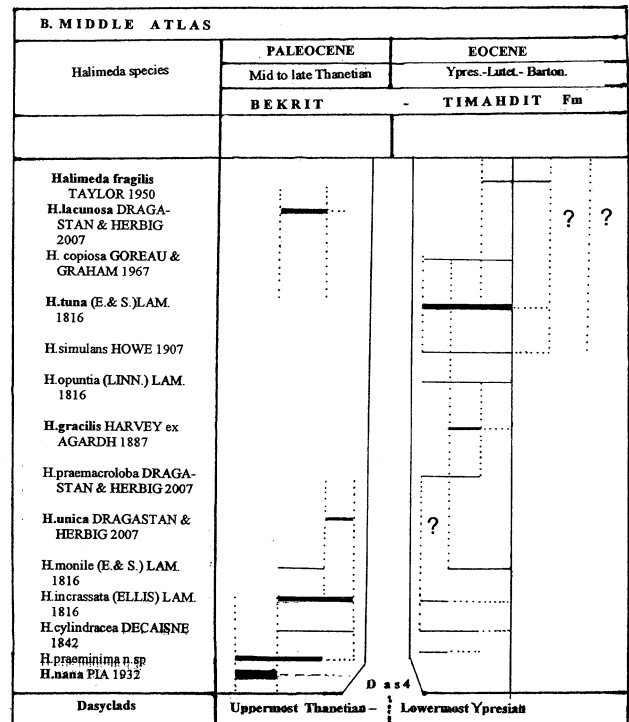 B. MIDDLE ATLAS
PALEOCENE EOCENE
Halimeda species
Mid to late Thanetian Ypres.-Lutet.- Barton.
BEKRIT - TIMAHDIT Fm
Halimeda fragilis
TAYLOR 1950
H.lacunosa DRAGA-
STAN & HERBIG
2007
? ?
H. copiosa GOREAU &
GRAHAM 1967
H.tuna (E.& S.)LAM.
1816
H.simulans HOWE 1907
H.opuntia (LINN.) LAM.
1816
H.gracilis HARVEY ex
AGARDH 1887
H.praemacroloba DRAGA-
STAN & HERBIG 2007
H.unica DRAGASTAN &
HERBIG 2007
?
H.monile (E.& S.) LAM.
1816
H.incrassata (ELLIS) LAM.
1816
H.cylindracea DECAISNE
1842
H.praeminima n.sp
H.nana PIA 1932
D as4
Dasyclads Uppermost Thanetian - Lowermost Ypresian